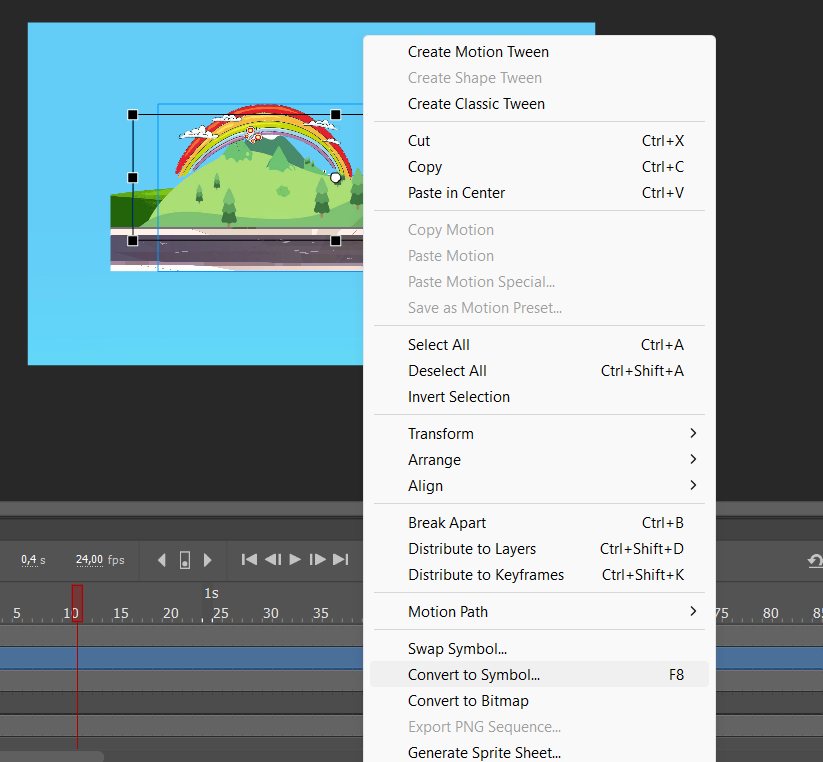 Create Motion Tween
Create Shape Tween
Create Classic Tween
Cut Ctrl+X
Copy Ctrl+C
Paste in Center Ctrl+V
Copy Motion
Paste Motion
Paste Motion Special...
Save as Motion Preset...
Select All Ctrl+A
Deselect All Ctrl+Shift+A
Invert Selection
Transform
Arrange
Align
Break Apart Ctrl+B
Distribute to Layers Ctrl+Shift+D
Distribute to Keyframes Ctrl+Shift+K
Motion Path
Swap Symbol...
Convert to Symbol... F8
Convert to Bitmap
Export PNG Sequence...
Generate Sprite Sheet...
0,4 s 24,00 fps
1s
5 10 15 20 25 30 35 75 80